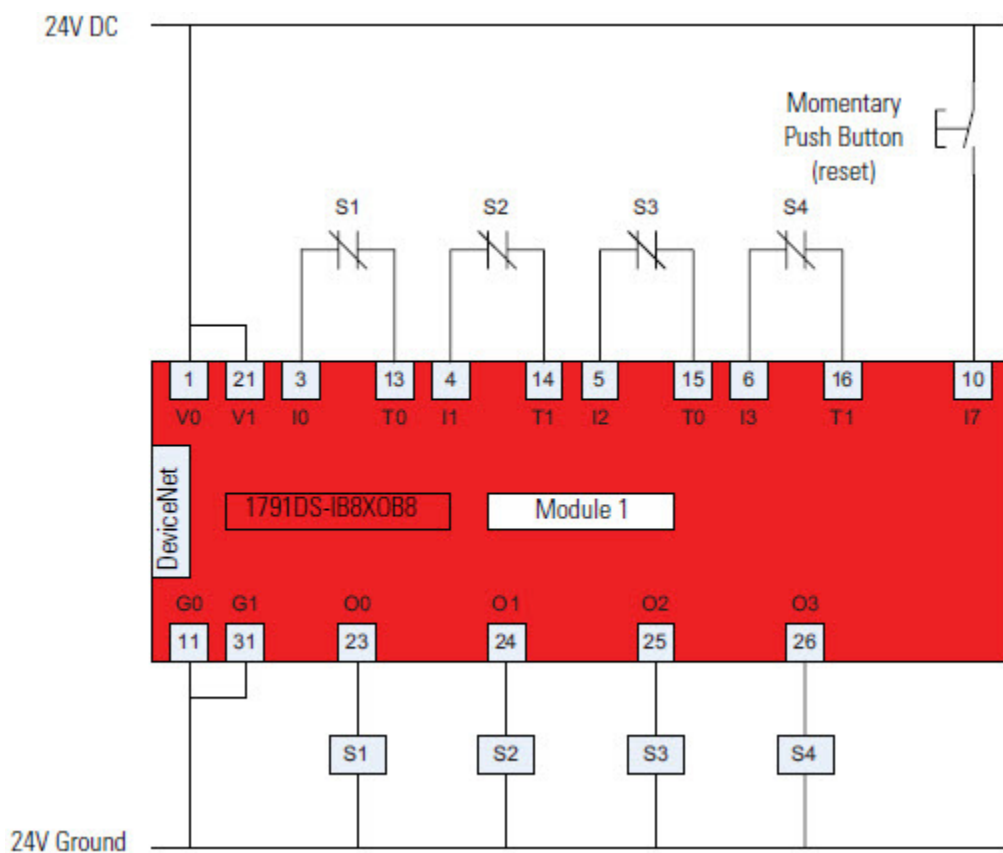 24V DC
Momentary
Push Button
(reset)
S1 S2 S3 S4
1 21 3 13 4 14 5 15 6 16 10
V0 V1 I0 T0 I1 T1 I2 T0 I3 T1 I7
DeviceNet
1791DS-IB8XOB8 Module 1
G0 G1 O0 O1 O2 O3
11 31 23 24 25 26
S1 S2 S3 S4
24V Ground